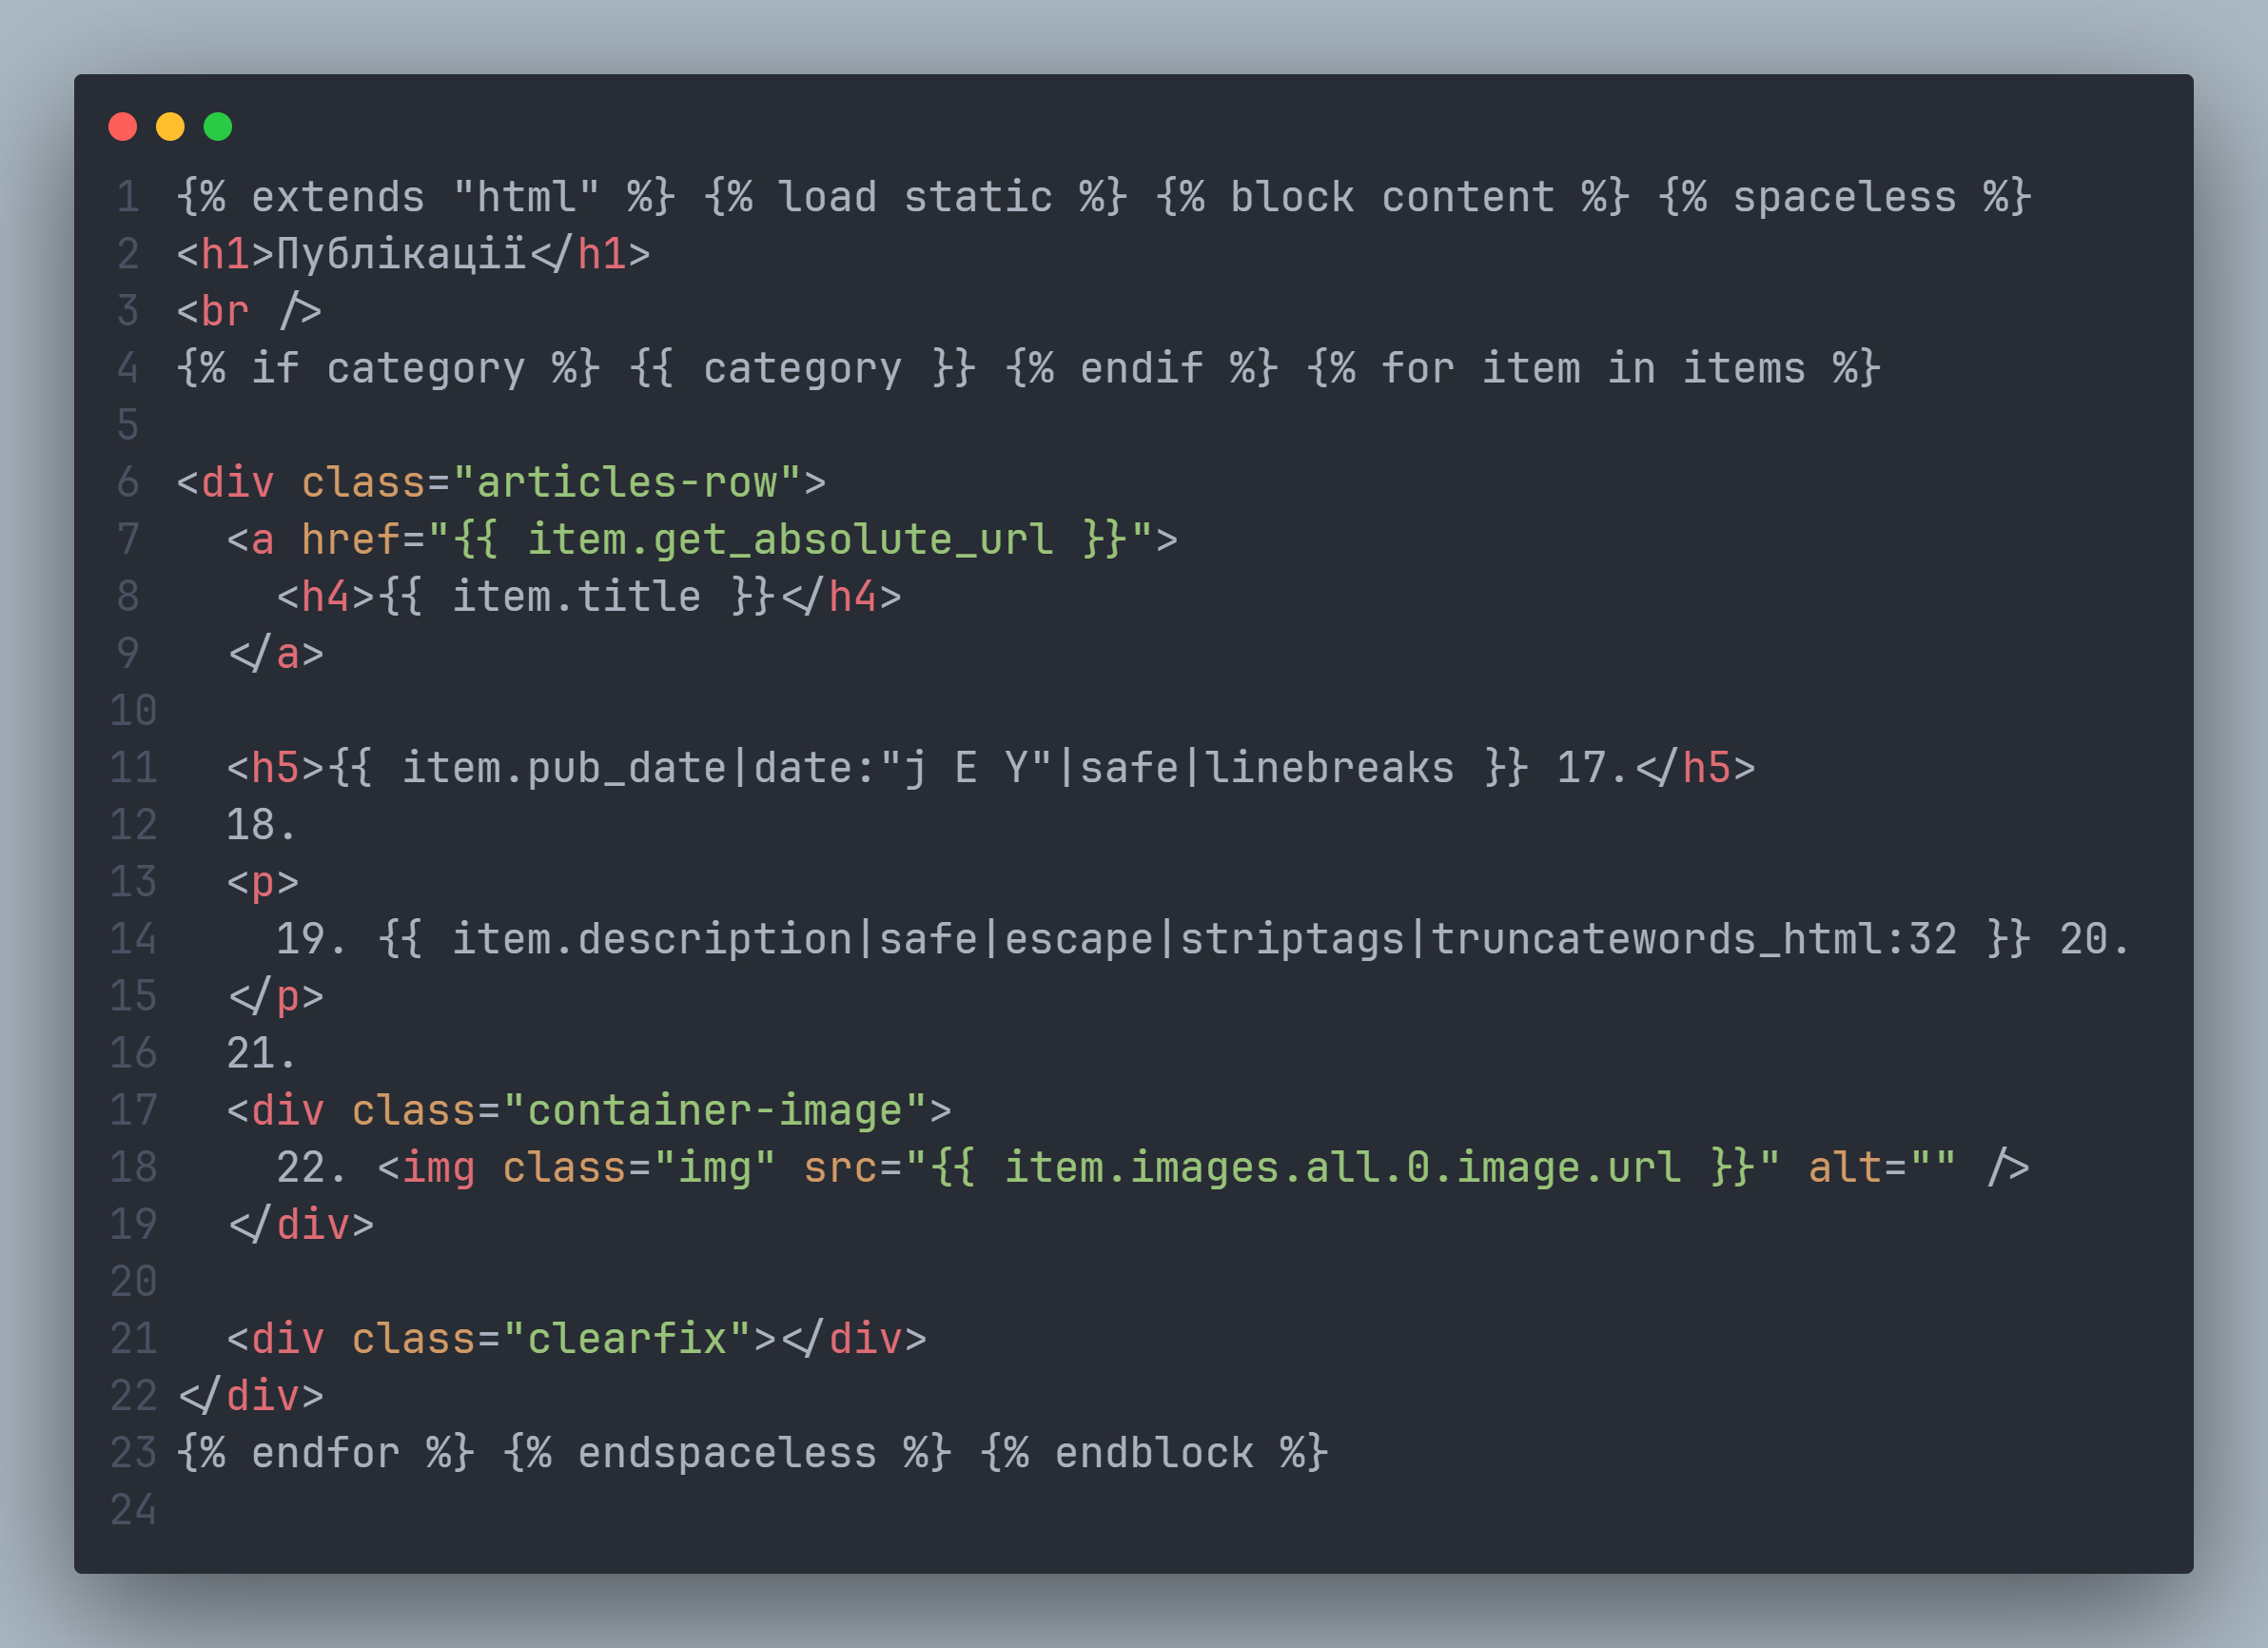 1 {% extends "html" %} {% load static %} {% block content %} {% spaceless %}
2 <h1>Публікації</h1>
3 <br />
4 {% if category %} {{ category }} {% endif %} {% for item in items %}
5
6 <div class="articles-row">
7   <a href="{{ item.get_absolute_url }}">
8     <h4>{{ item.title }}</h4>
9   </a>
10
11   <h5>{{ item.pub_date|date:"j E Y"|safe|linebreaks }} 17.</h5>
12   18.
13   <p>
14     19. {{ item.description|safe|escape|striptags|truncatewords_html:32 }} 20.
15   </p>
16   21.
17   <div class="container-image">
18     22. <img class="img" src="{{ item.images.all.0.image.url }}" alt="" />
19   </div>
20
21   <div class="clearfix"></div>
22 </div>
23 {% endfor %} {% endspaceless %} {% endblock %}
24